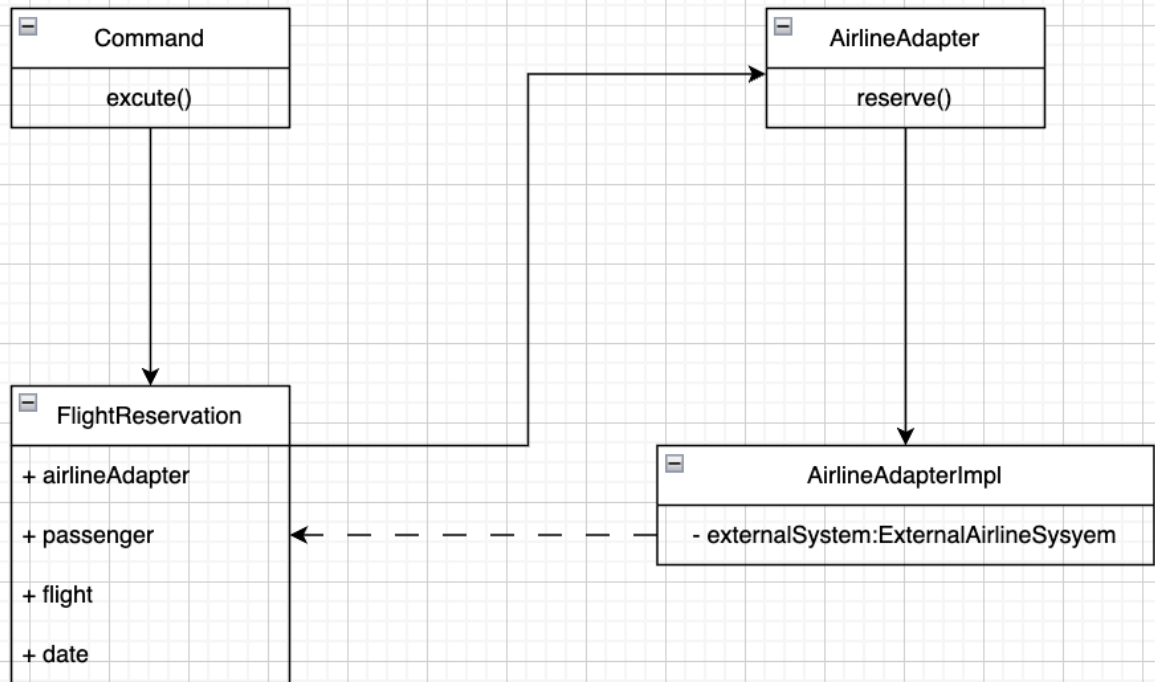 Command
excute()
AirlineAdapter
reserve()
FlightReservation
+ airlineAdapter
+ passenger
+ flight
+ date
AirlineAdapterImpl
- externalSystem:ExternalAirlineSysyem